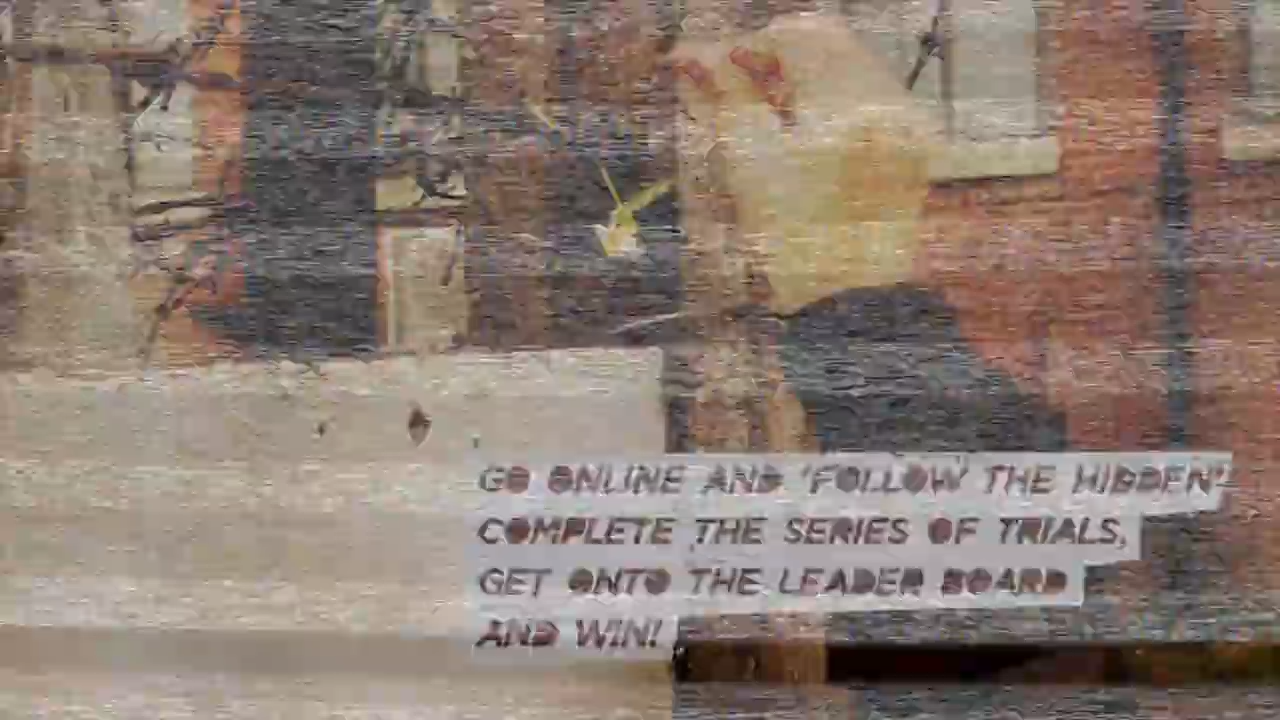 GO ONLINE AND 'FOLLOW THE HIDDEN'-
COMPLETE THE SERIES OF TRIALS,
GET ONTO THE LEADER BOARD
AND WIN!